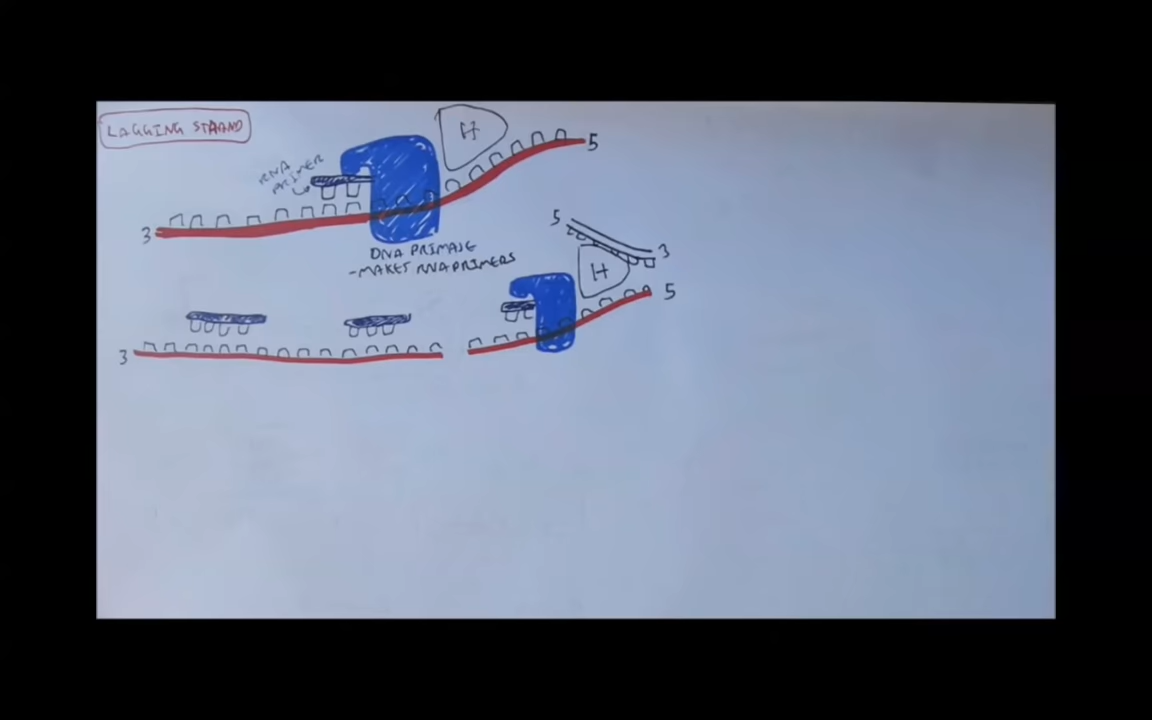 LAGGING STRAND
H
5
RNA
PRIMER
3
DNA PRIMASE
-MAKES RNA PRIMERS
5
3
H
5
3